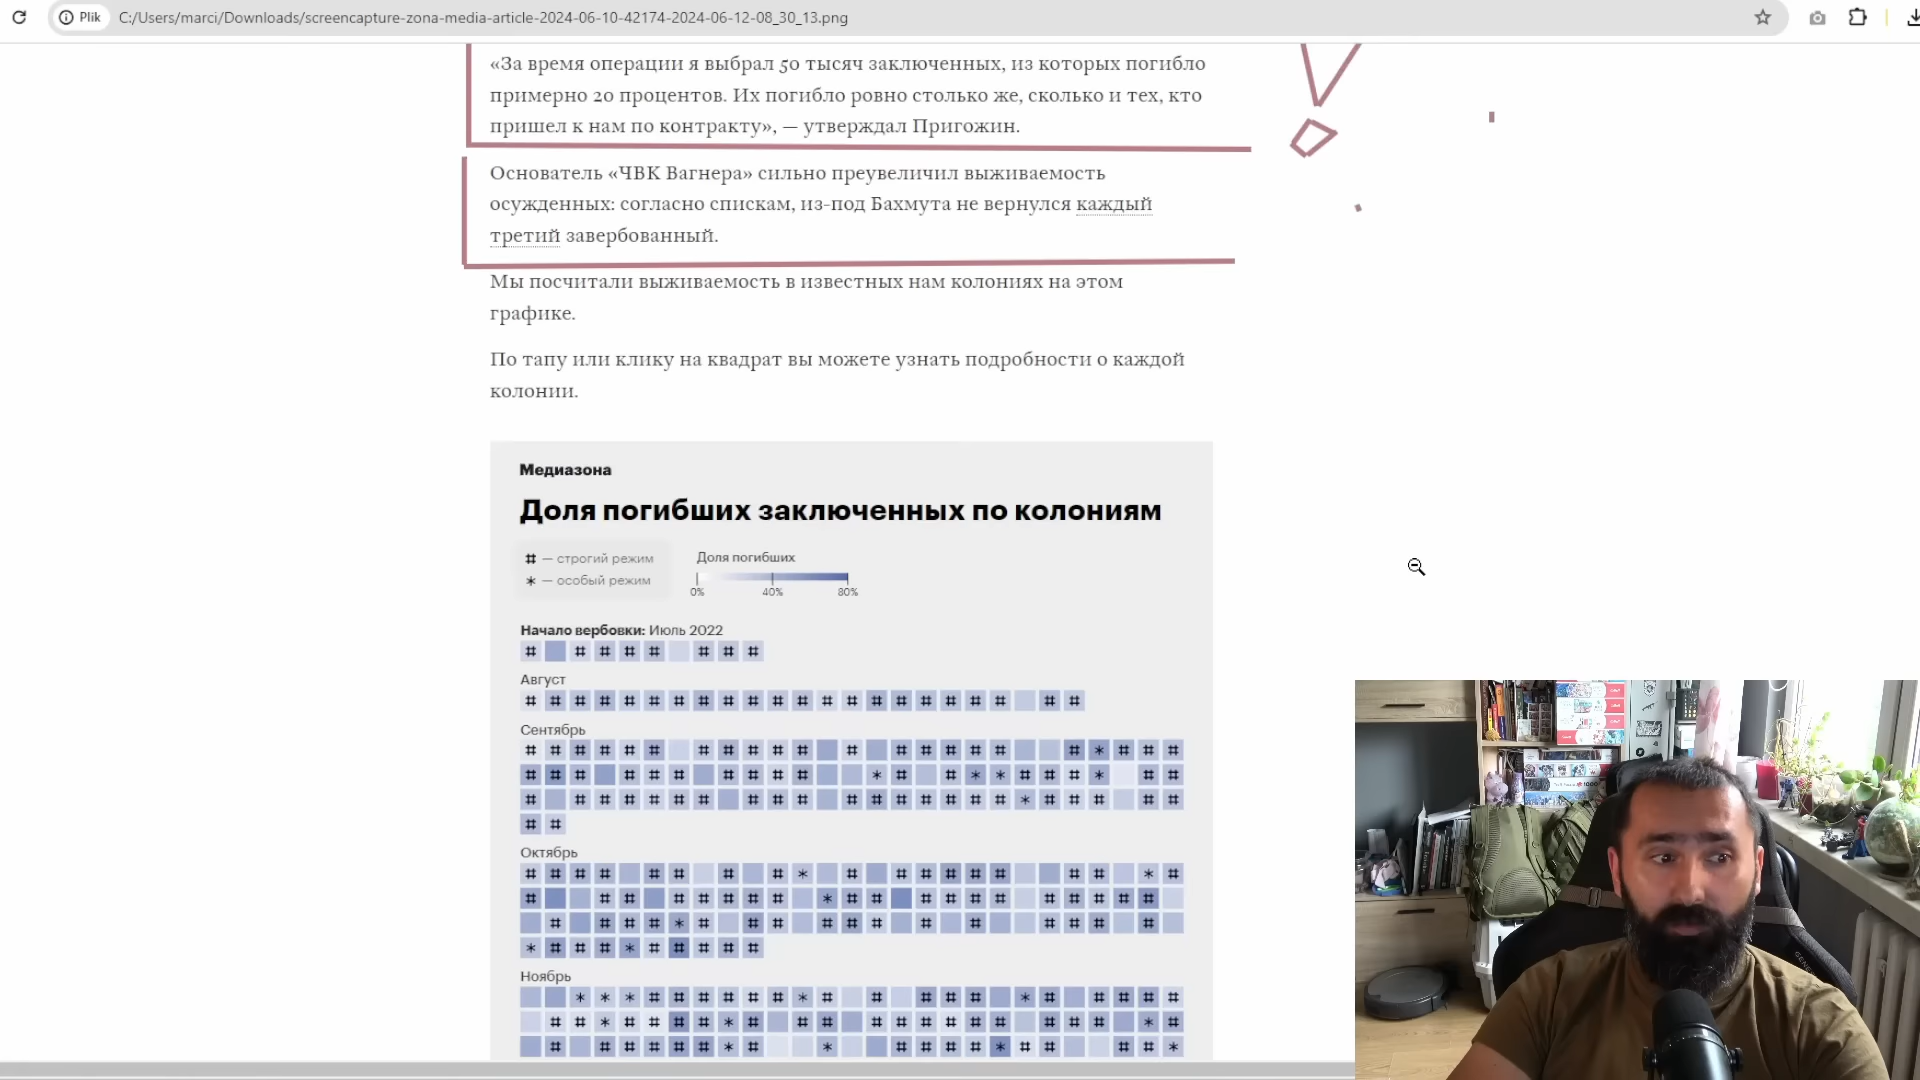 Plik
C:/Users/marci/Downloads/screencapture-zona-media-article-2024-06-10-42174-2024-06-12-08_30_13.png
«За время операции я выбрал 50 тысяч заключенных, из которых погибло
примерно 20 процентов. Их погибло ровно столько же, сколько и тех, кто
пришел к нам по контракту», — утверждал Пригожин.
Основатель «ЧВК Вагнера» сильно преувеличил выживаемость
осужденных: согласно спискам, из-под Бахмута не вернулся каждый
третий завербованный.
Мы посчитали выживаемость в известных нам колониях на этом
графике.
По тапу или клику на квадрат вы можете узнать подробности о каждой
колонии.
Медиазона
Доля погибших заключенных по колониям
# — строгий режим
* — особый режим
Доля погибших
0% 40% 80%
Начало вербовки: Июль 2022
Август
Сентябрь
Октябрь
Ноябрь